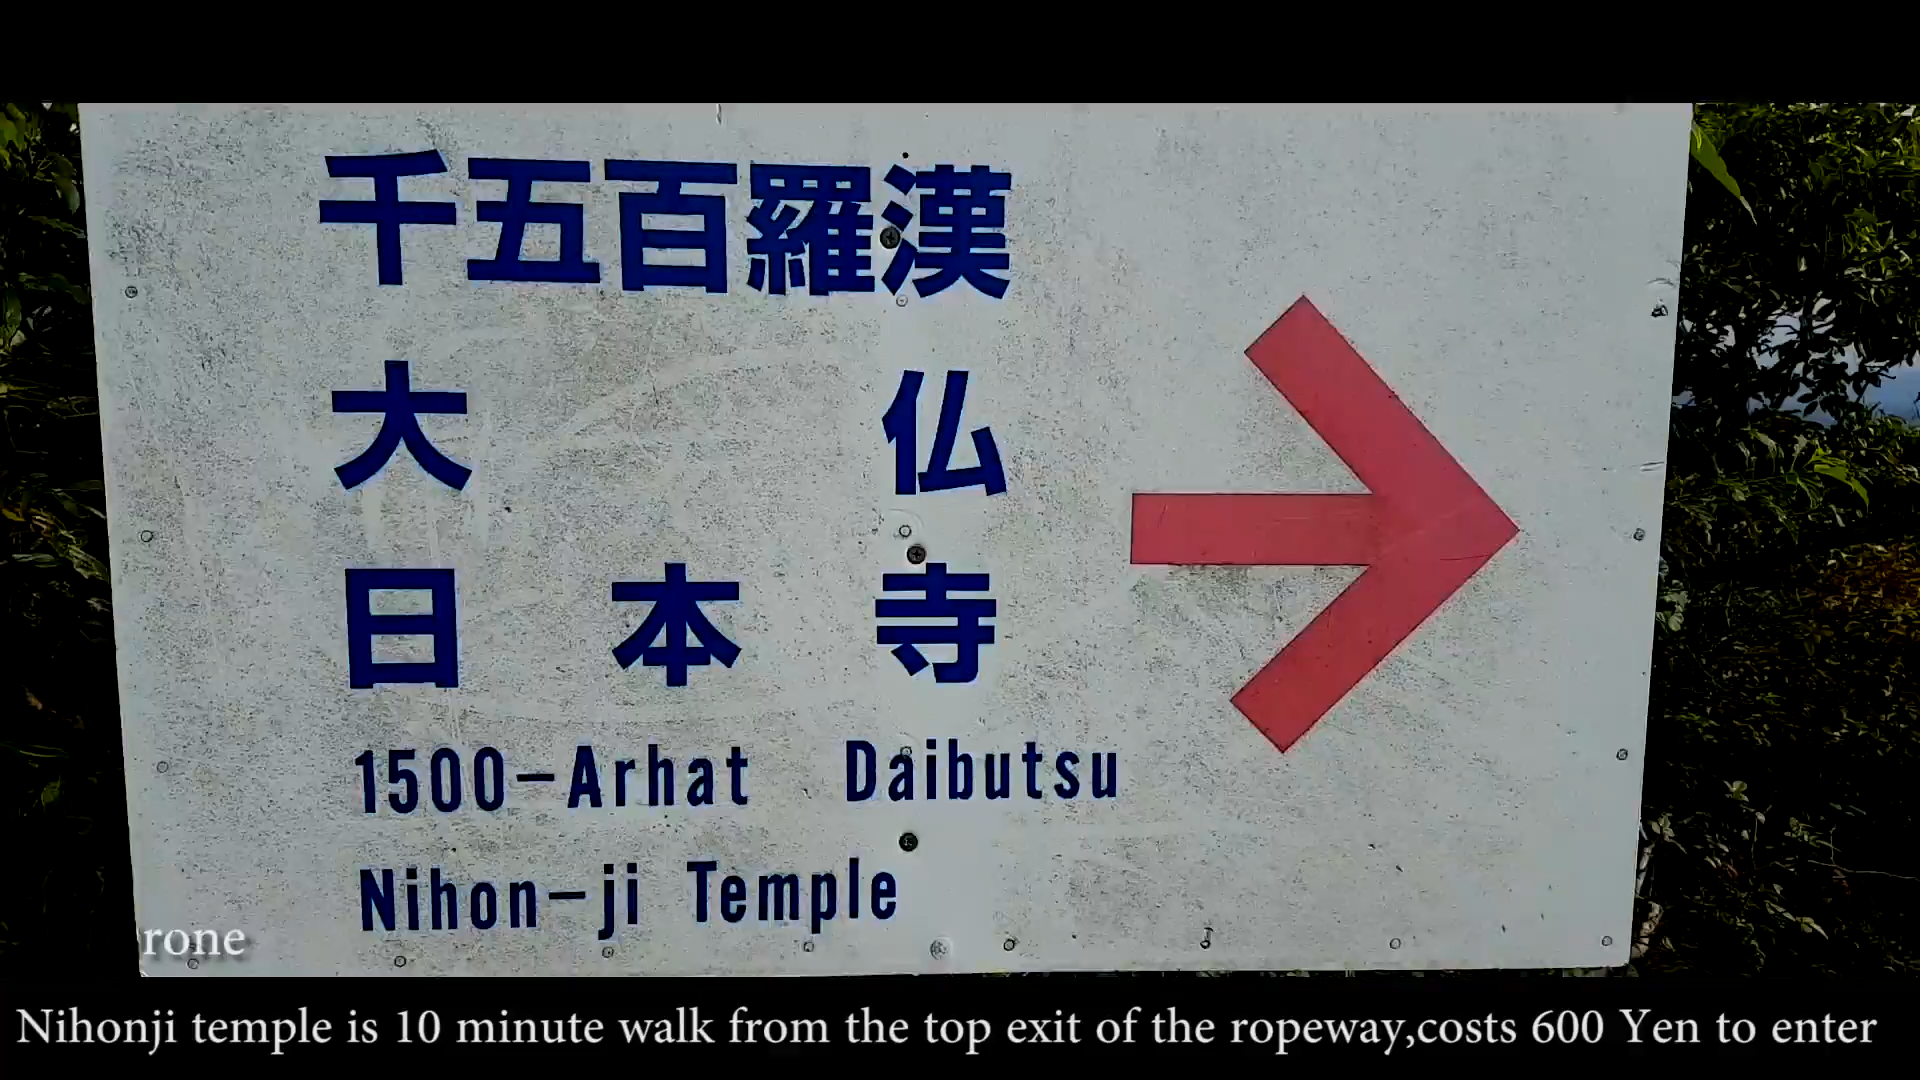 千五百羅漢
大 仏
日 本 寺
1500-Arhat Daibutsu
Nihon-ji Temple
rone
Nihonji temple is 10 minute walk from the top exit of the ropeway,costs 600 Yen to enter